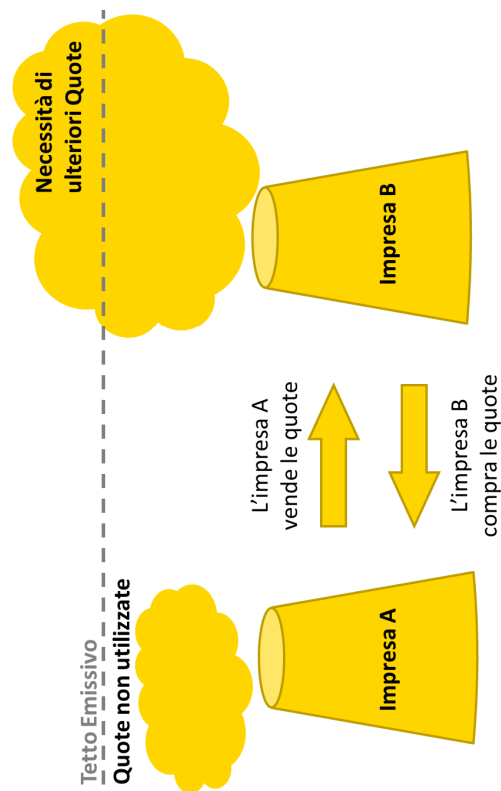 Tetto Emissivo
Quote non utilizzate
Necessità di
ulteriori Quote
L'impresa A
vende le quote
L'impresa B
compra le quote
Impresa A
Impresa B